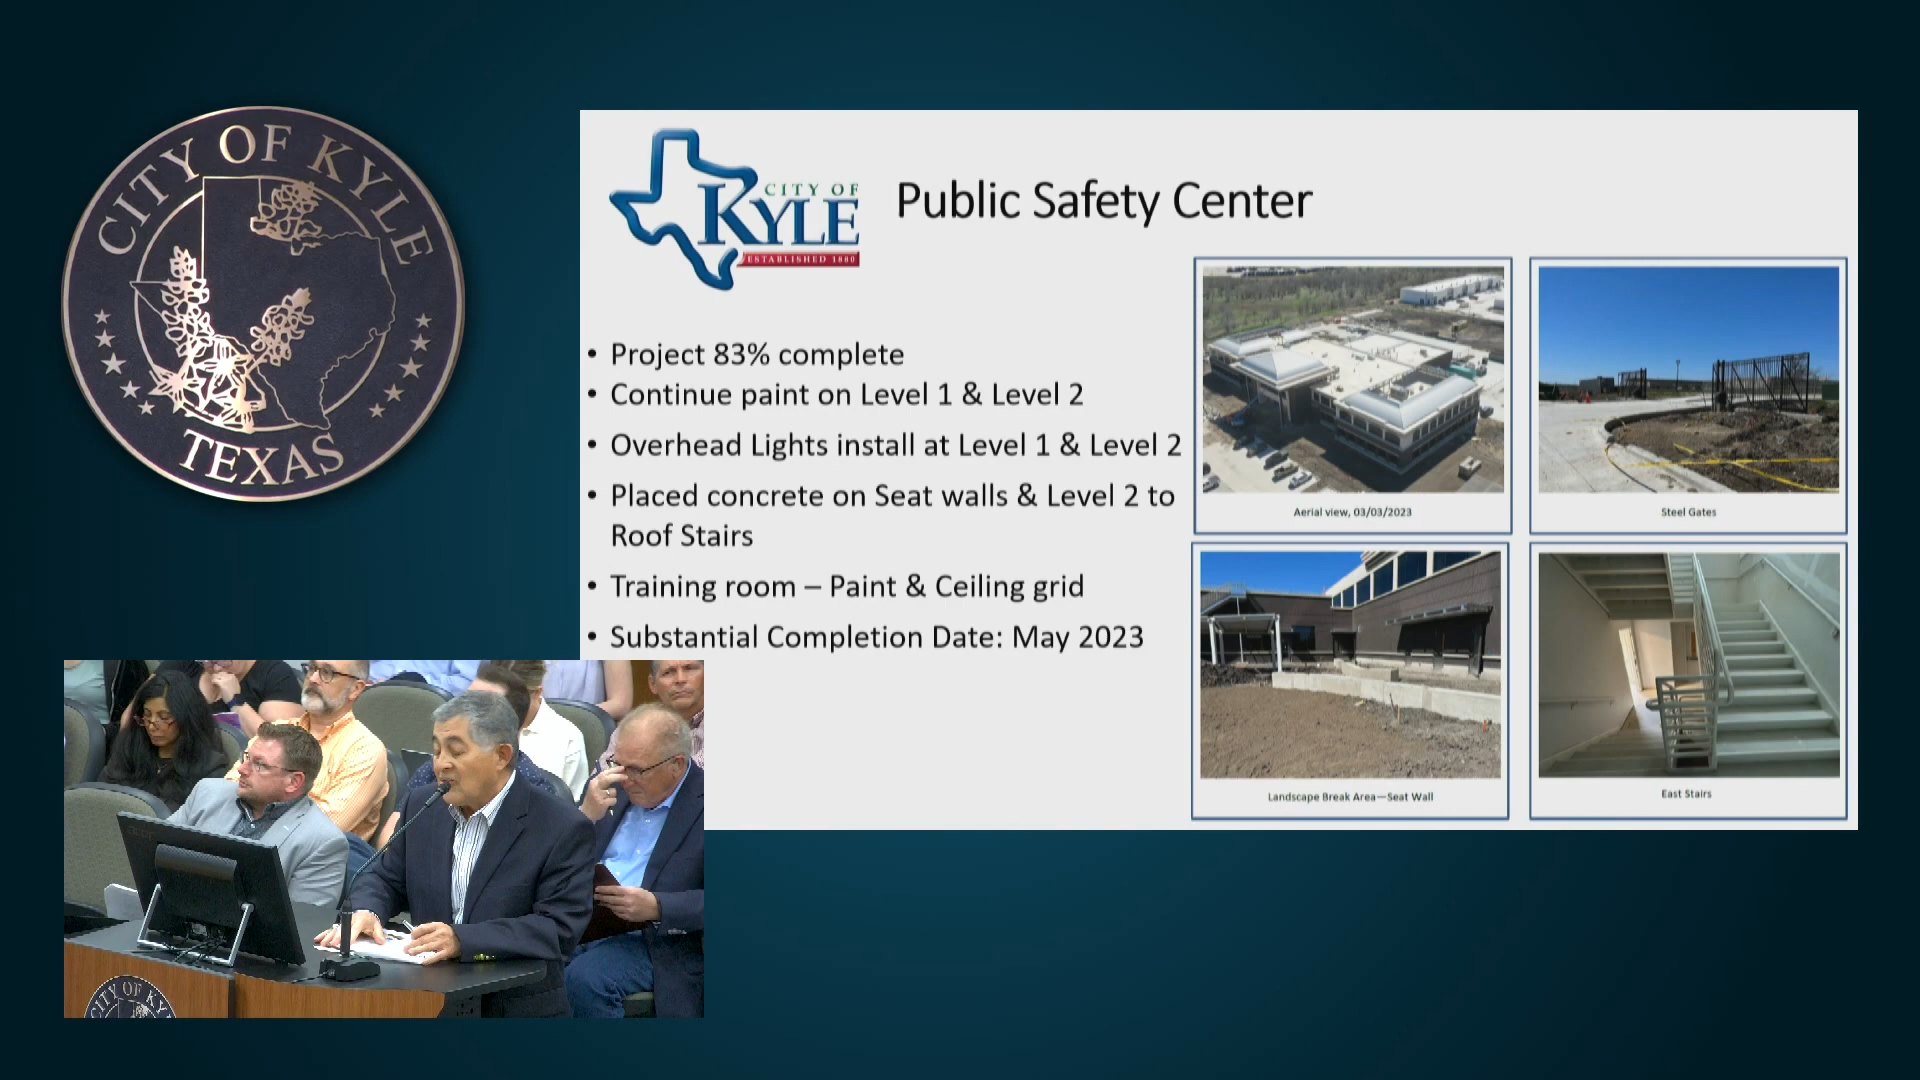 CITY OF KYLE
TEXAS
CITY OF
KYLE
ESTABLISHED 1880
Public Safety Center
• Project 83% complete
• Continue paint on Level 1 & Level 2
• Overhead Lights install at Level 1 & Level 2
• Placed concrete on Seat walls & Level 2 to
Roof Stairs
• Training room – Paint & Ceiling grid
• Substantial Completion Date: May 2023
Aerial view, 03/03/2023
Steel Gates
Landscape Break Area—Seat Wall
East Stairs
CITY OF KY